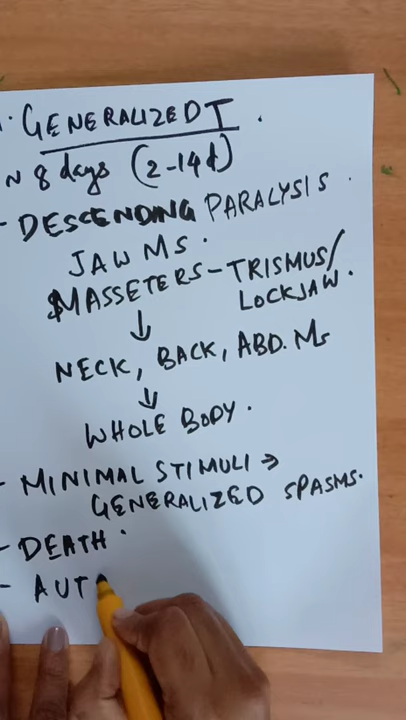 . GENERALIZED T.
~ 8 days (2-14d)
- DESCENDING PARALYSIS.
JAW Ms.
MASSETERS - TRISMUS/
LOCKJAW.
↓
NECK, BACK, ABD. Ms
↓
WHOLE BODY.
- MINIMAL STIMULI →
GENERALIZED SPASMS.
- DEATH.
- AUT